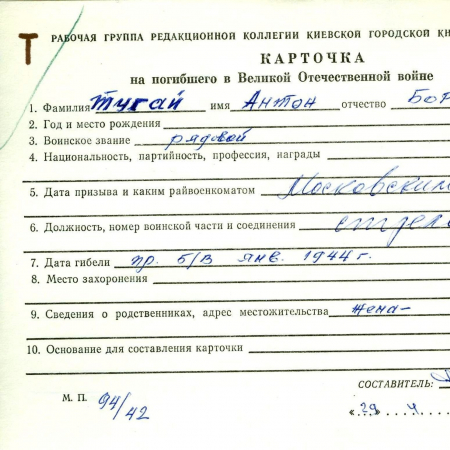 Т
РАБОЧАЯ ГРУППА РЕДАКЦИОННОЙ КОЛЛЕГИИ КИЕВСКОЙ ГОРОДСКОЙ КН
КАРТОЧКА
на погибшего в Великой Отечественной войне
1. Фамилия Тугай имя Антон отчество Бор
2. Год и место рождения
3. Воинское звание рядовой
4. Национальность, партийность, профессия, награды
5. Дата призыва и каким райвоенкоматом Московским
6. Должность, номер воинской части и соединения стрело
7. Дата гибели пр. б/в янв. 1944 г.
8. Место захоронения
9. Сведения о родственниках, адрес местожительства жена-
10. Основание для составления карточки
СОСТАВИТЕЛЬ:
М. П. 94/42
„29" 4